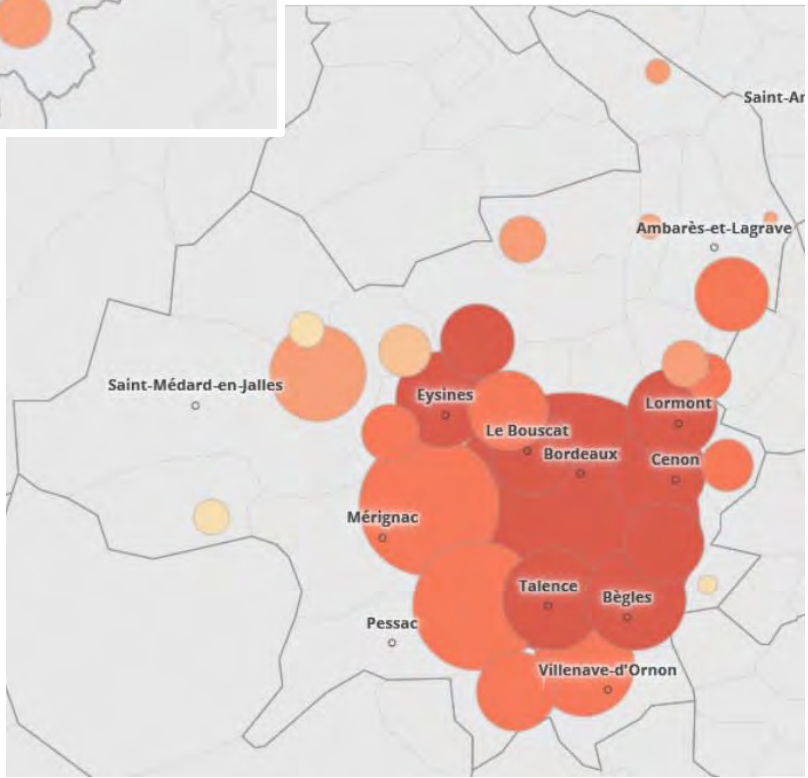 Saint-Ar
Ambarès-et-Lagrave
Saint-Médard-en-Jalles
Eysines
Lormont
Le Bouscat
Bordeaux
Cenon
Mérignac
Talence
Bègles
Pessac
Villenave-d'Ornon